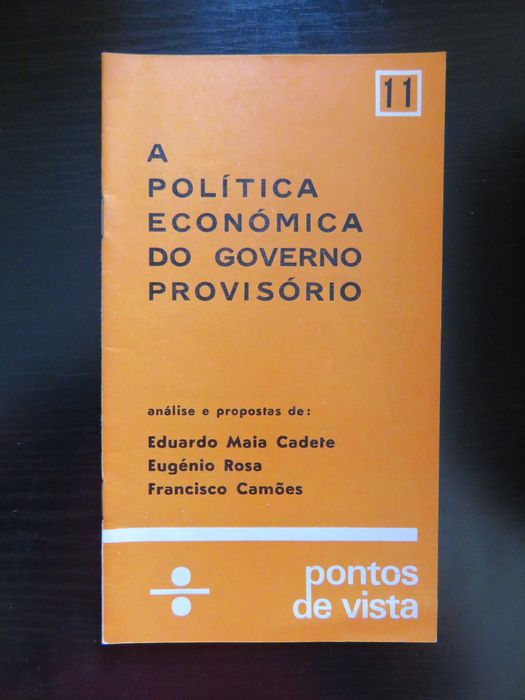 11
A
POLÍTICA
ECONÓMICA
DO GOVERNO
PROVISÓRIO
análise e propostas de:
Eduardo Maia Cadete
Eugénio Rosa
Francisco Camões
pontos
de vista